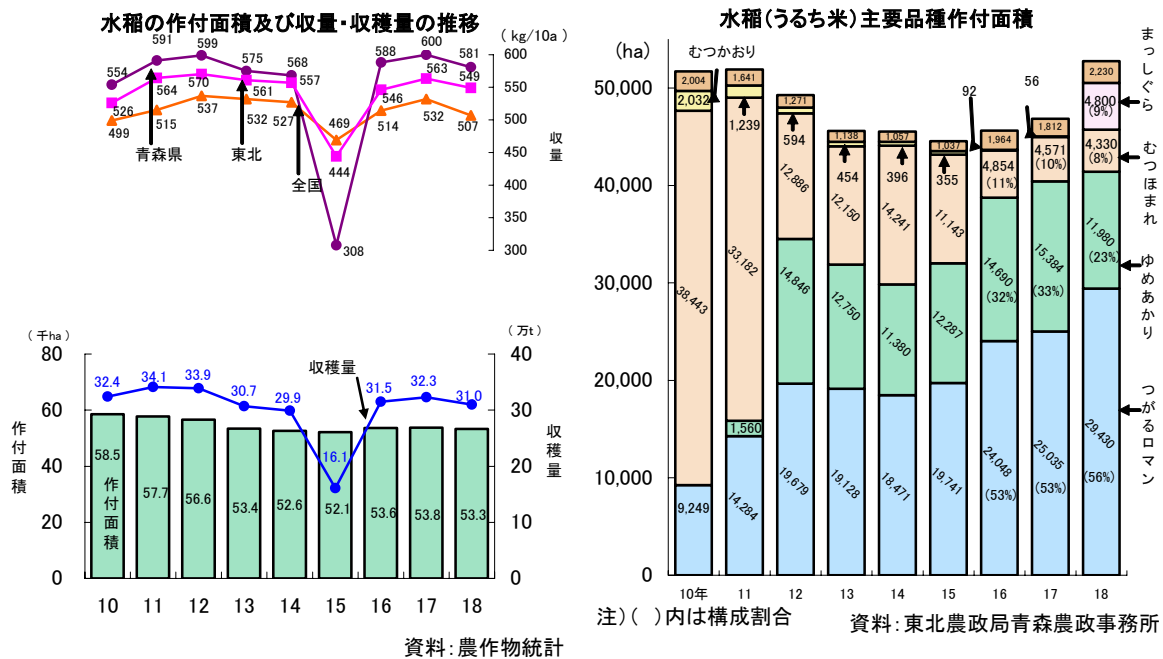 水稲の作付面積及び収量・収穫量の推移
(kg/10a)
600
550
500
450
400
350
300
収量
554 591 599 575 568 308 588 600 581
526 564 570 561 557 444 546 563 549
499 515 537 532 527 469 514 532 507
青森県
東北
全国
(千ha)
(万t)
80
60
40
20
0
作付面積
40
30
20
10
0
収穫量
収穫量
32.4 34.1 33.9 30.7 29.9 16.1 31.5 32.3 31.0
58.5 57.7 56.6 53.4 52.6 52.1 53.6 53.8 53.3
作付面積
10 11 12 13 14 15 16 17 18
資料:農作物統計
水稲(うるち米)主要品種作付面積
(ha)
50,000
40,000
30,000
20,000
10,000
0
むつかおり
92
56
2,004 1,641 1,271 1,138 1,057 1,037 1,964 1,812 2,230
2,032 1,239 594 454 396 355
4,800
(9%)
38,443 33,182 12,886 12,150 14,241 11,143
4,854
(11%)
4,571
(10%)
4,330
(8%)
1,560 14,846 12,750 11,380 12,287
14,690
(32%)
15,384
(33%)
11,980
(23%)
9,249 14,284 19,679 19,128 18,471 19,741
24,048
(53%)
25,035
(53%)
29,430
(56%)
まっしぐら
むつほまれ
ゆめあかり
つがるロマン
10年 11 12 13 14 15 16 17 18
注)( )内は構成割合
資料:東北農政局青森農政事務所